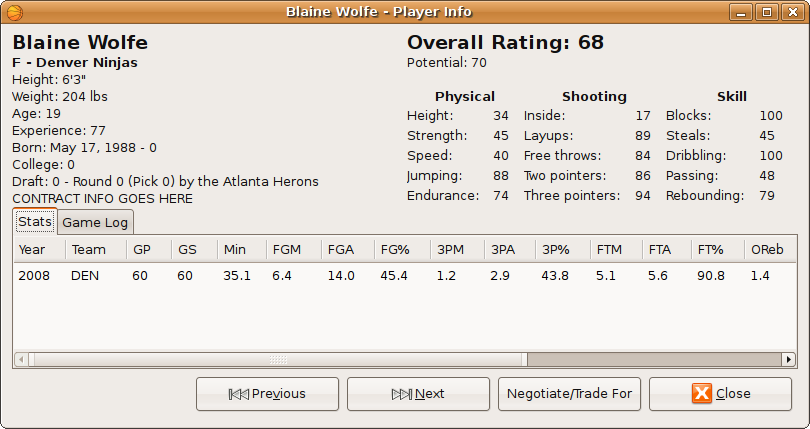 Blaine Wolfe - Player Info
Blaine Wolfe
F - Denver Ninjas
Height: 6'3"
Weight: 204 lbs
Age: 19
Experience: 77
Born: May 17, 1988 - 0
College: 0
Draft: 0 - Round 0 (Pick 0) by the Atlanta Herons
CONTRACT INFO GOES HERE
Overall Rating: 68
Potential: 70
Physical Shooting Skill
Height: 34 Inside: 17 Blocks: 100
Strength: 45 Layups: 89 Steals: 45
Speed: 40 Free throws: 84 Dribbling: 100
Jumping: 88 Two pointers: 86 Passing: 48
Endurance: 74 Three pointers: 94 Rebounding: 79
Stats Game Log
Year Team GP GS Min FGM FGA FG% 3PM 3PA 3P% FTM FTA FT% OReb
2008 DEN 60 60 35.1 6.4 14.0 45.4 1.2 2.9 43.8 5.1 5.6 90.8 1.4
Previous Next Negotiate/Trade For Close